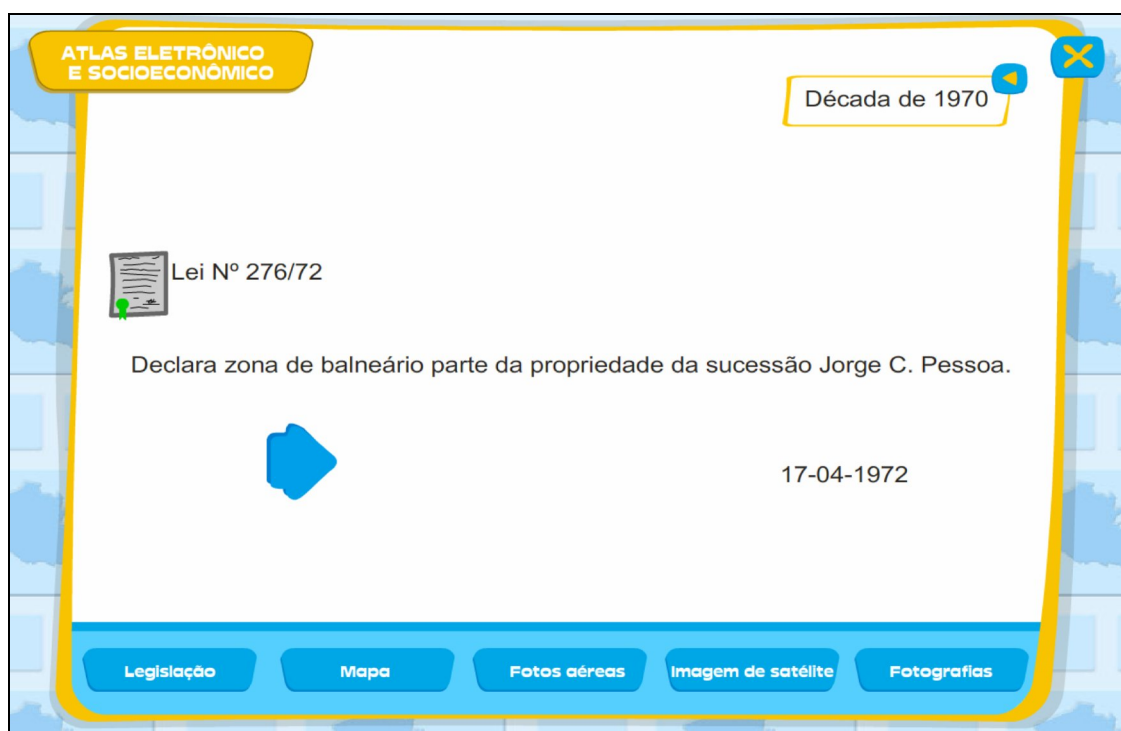 ATLAS ELETRÔNICO
E SOCIOECONÔMICO
Década de 1970
Lei Nº 276/72
Declara zona de balneário parte da propriedade da sucessão Jorge C. Pessoa.
17-04-1972
Legislação
Mapa
Fotos aéreas
Imagem de satélite
Fotografias